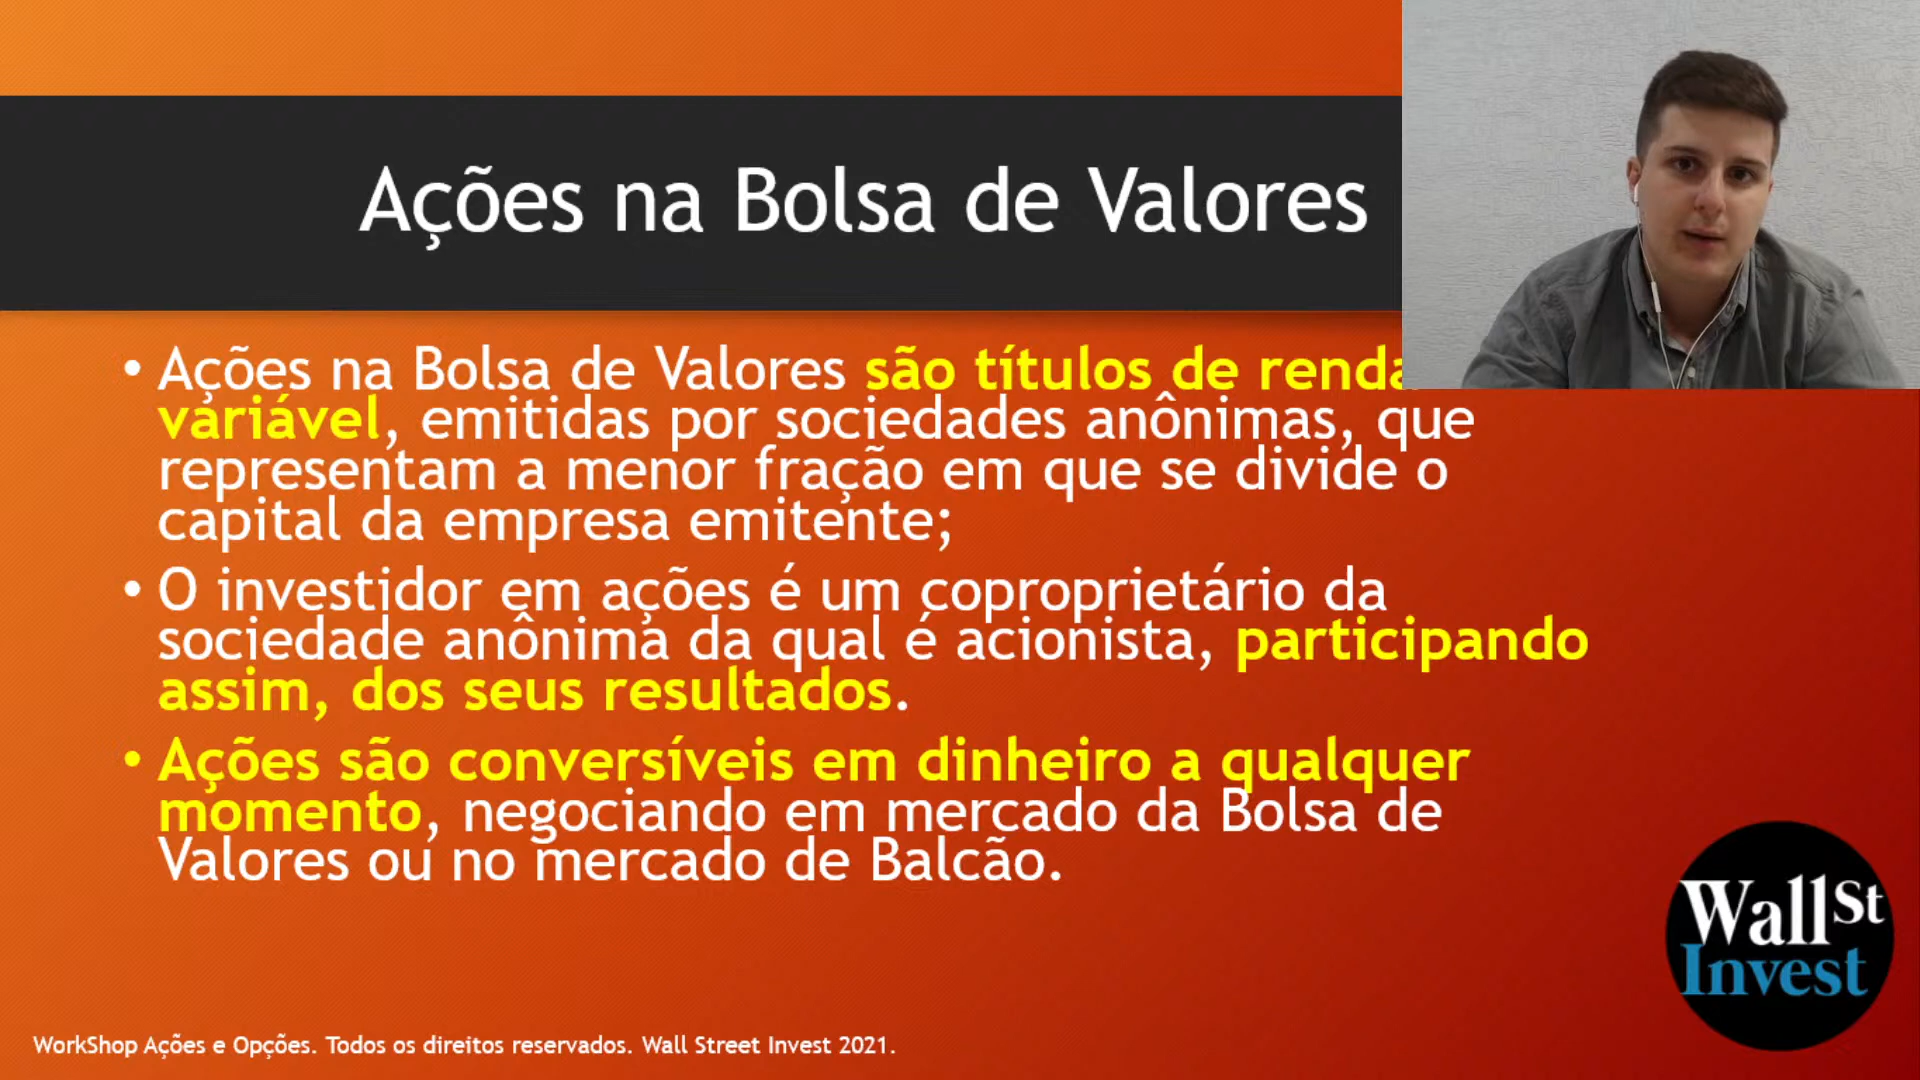 Ações na Bolsa de Valores
• Ações na Bolsa de Valores são títulos de renda
variável, emitidas por sociedades anônimas, que
representam a menor fração em que se divide o
capital da empresa emitente;
• O investidor em ações é um coproprietário da
sociedade anônima da qual é acionista, participando
assim, dos seus resultados.
• Ações são conversíveis em dinheiro a qualquer
momento, negociando em mercado da Bolsa de
Valores ou no mercado de Balcão.
WallSt
Invest
WorkShop Ações e Opções. Todos os direitos reservados. Wall Street Invest 2021.